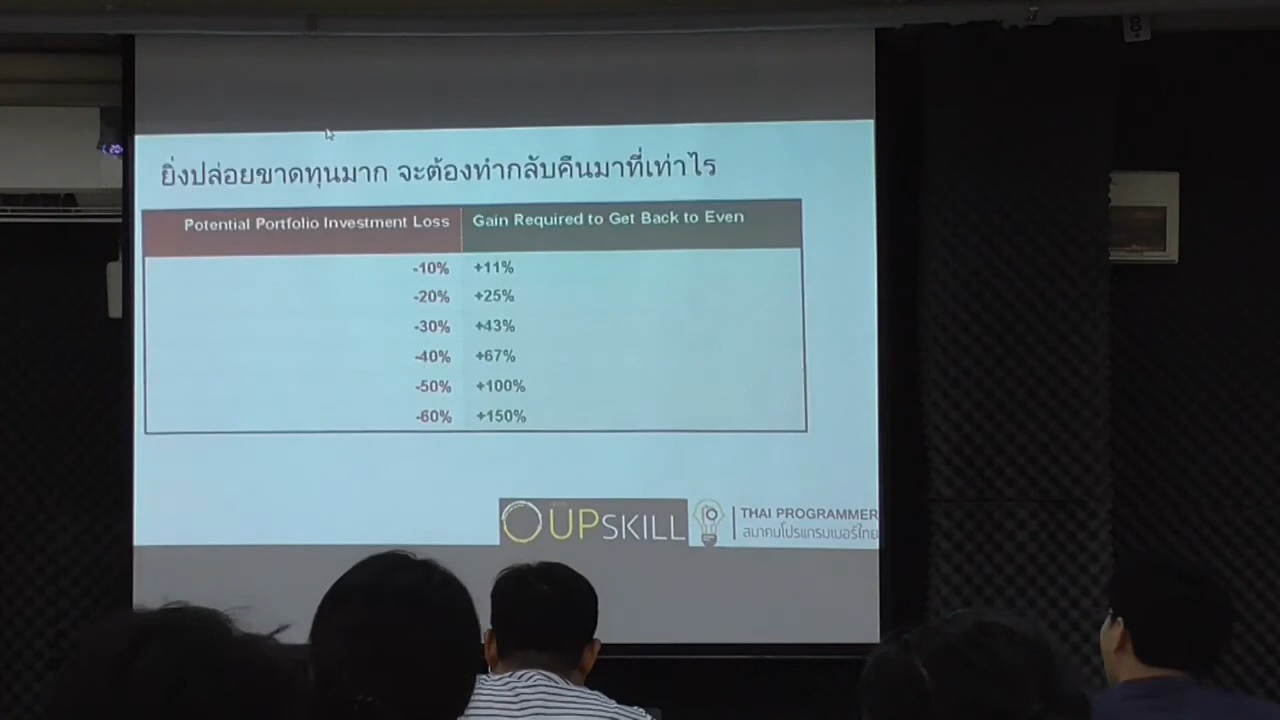 ยิ่งปล่อยขาดทุนมาก จะต้องทำกลับคืนมาที่เท่าไร
Potential Portfolio Investment Loss Gain Required to Get Back to Even
-10% +11%
-20% +25%
-30% +43%
-40% +67%
-50% +100%
-60% +150%
UPSKILL
THAI PROGRAMMER
สมาคมโปรแกรมเมอร์ไทย